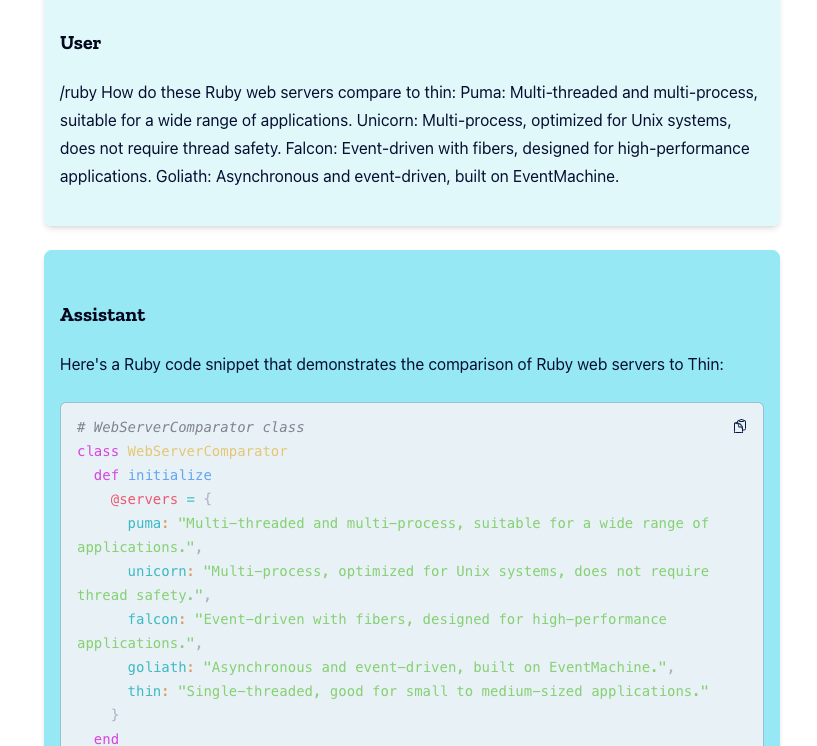 User
/ruby How do these Ruby web servers compare to thin: Puma: Multi-threaded and multi-process,
suitable for a wide range of applications. Unicorn: Multi-process, optimized for Unix systems,
does not require thread safety. Falcon: Event-driven with fibers, designed for high-performance
applications. Goliath: Asynchronous and event-driven, built on EventMachine.
Assistant
Here's a Ruby code snippet that demonstrates the comparison of Ruby web servers to Thin:
# WebServerComparator class
class WebServerComparator
  def initialize
    @servers = {
      puma: "Multi-threaded and multi-process, suitable for a wide range of
applications.",
      unicorn: "Multi-process, optimized for Unix systems, does not require
thread safety.",
      falcon: "Event-driven with fibers, designed for high-performance
applications.",
      goliath: "Asynchronous and event-driven, built on EventMachine.",
      thin: "Single-threaded, good for small to medium-sized applications."
    }
  end